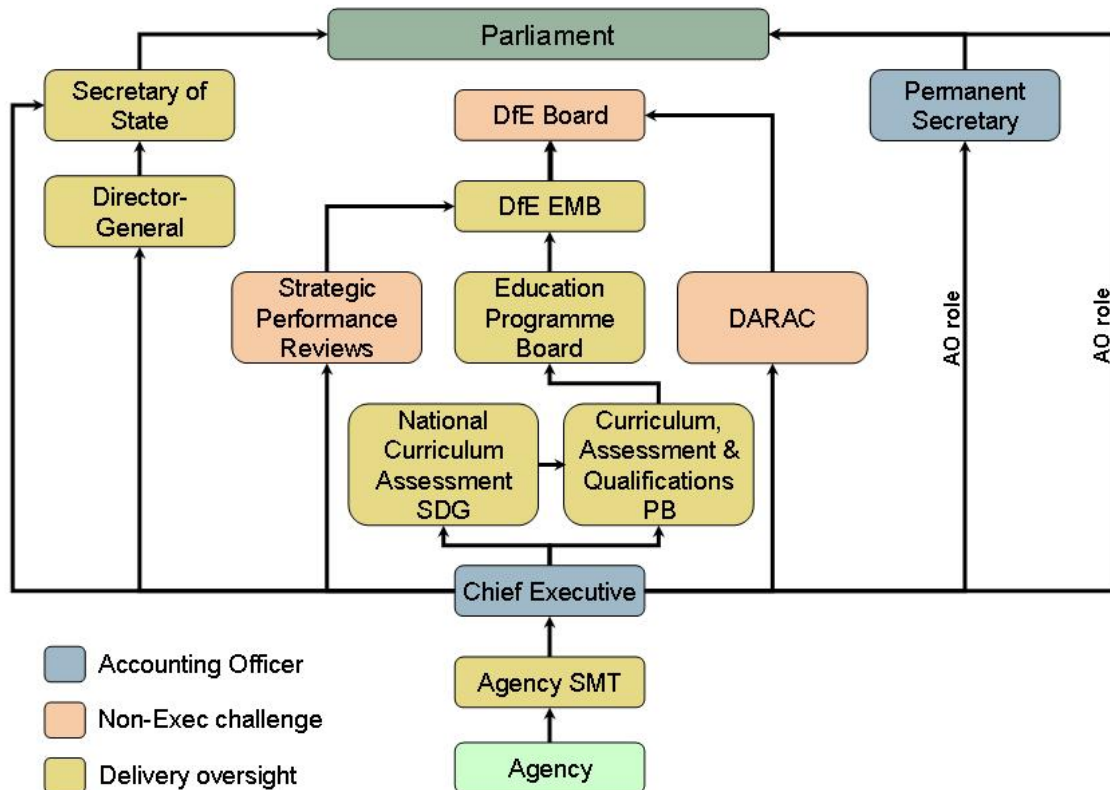 Parliament
Secretary of
State
DfE Board
Permanent
Secretary
Director-
General
DfE EMB
Strategic
Performance
Reviews
Education
Programme
Board
DARAC
AO role
AO role
National
Curriculum
Assessment
SDG
Curriculum,
Assessment &
Qualifications
PB
Chief Executive
Agency SMT
Agency
Accounting Officer
Non-Exec challenge
Delivery oversight